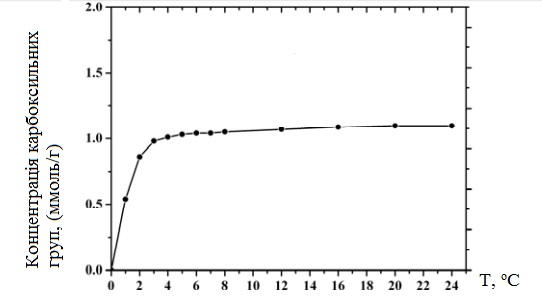 Концентрація карбоксильних
груп, (ммоль/г)
2.0
1.5
1.0
0.5
0.0
0 2 4 6 8 10 12 14 16 18 20 22 24
T, °C